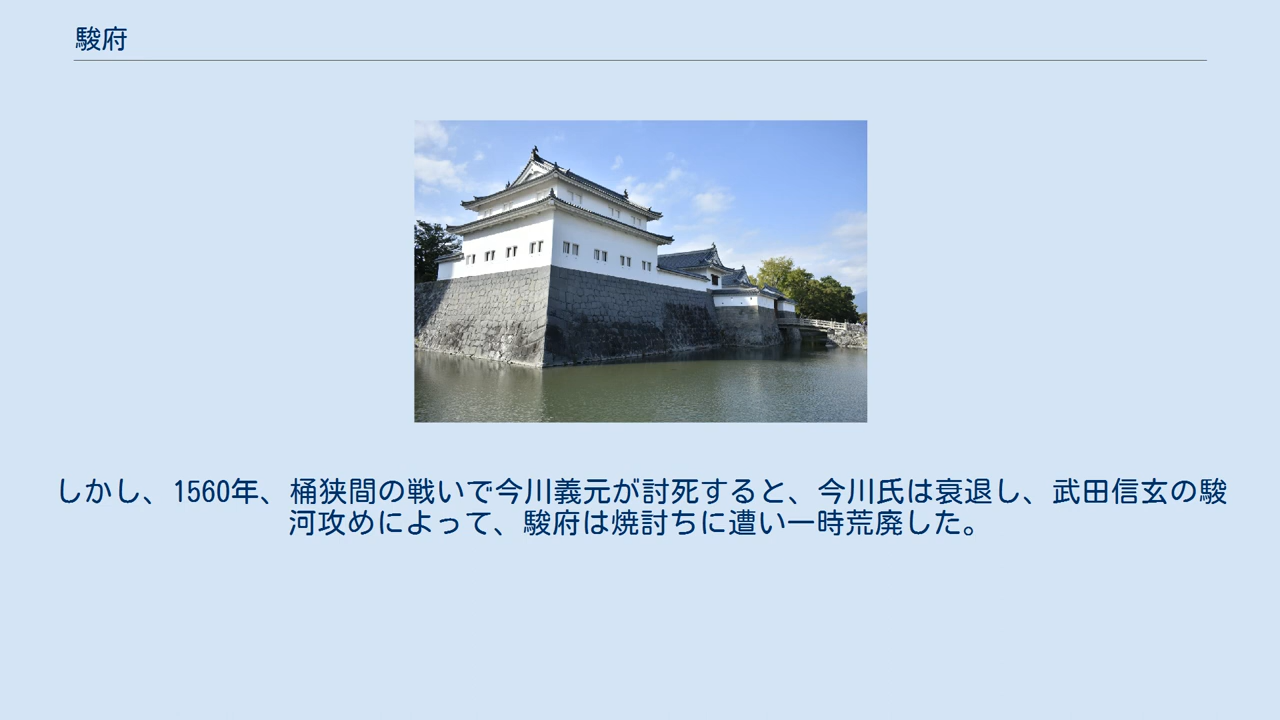 駿府
しかし、1560年、桶狭間の戦いで今川義元が討死すると、今川氏は衰退し、武田信玄の駿
河攻めによって、駿府は焼討ちに遭い一時荒廃した。